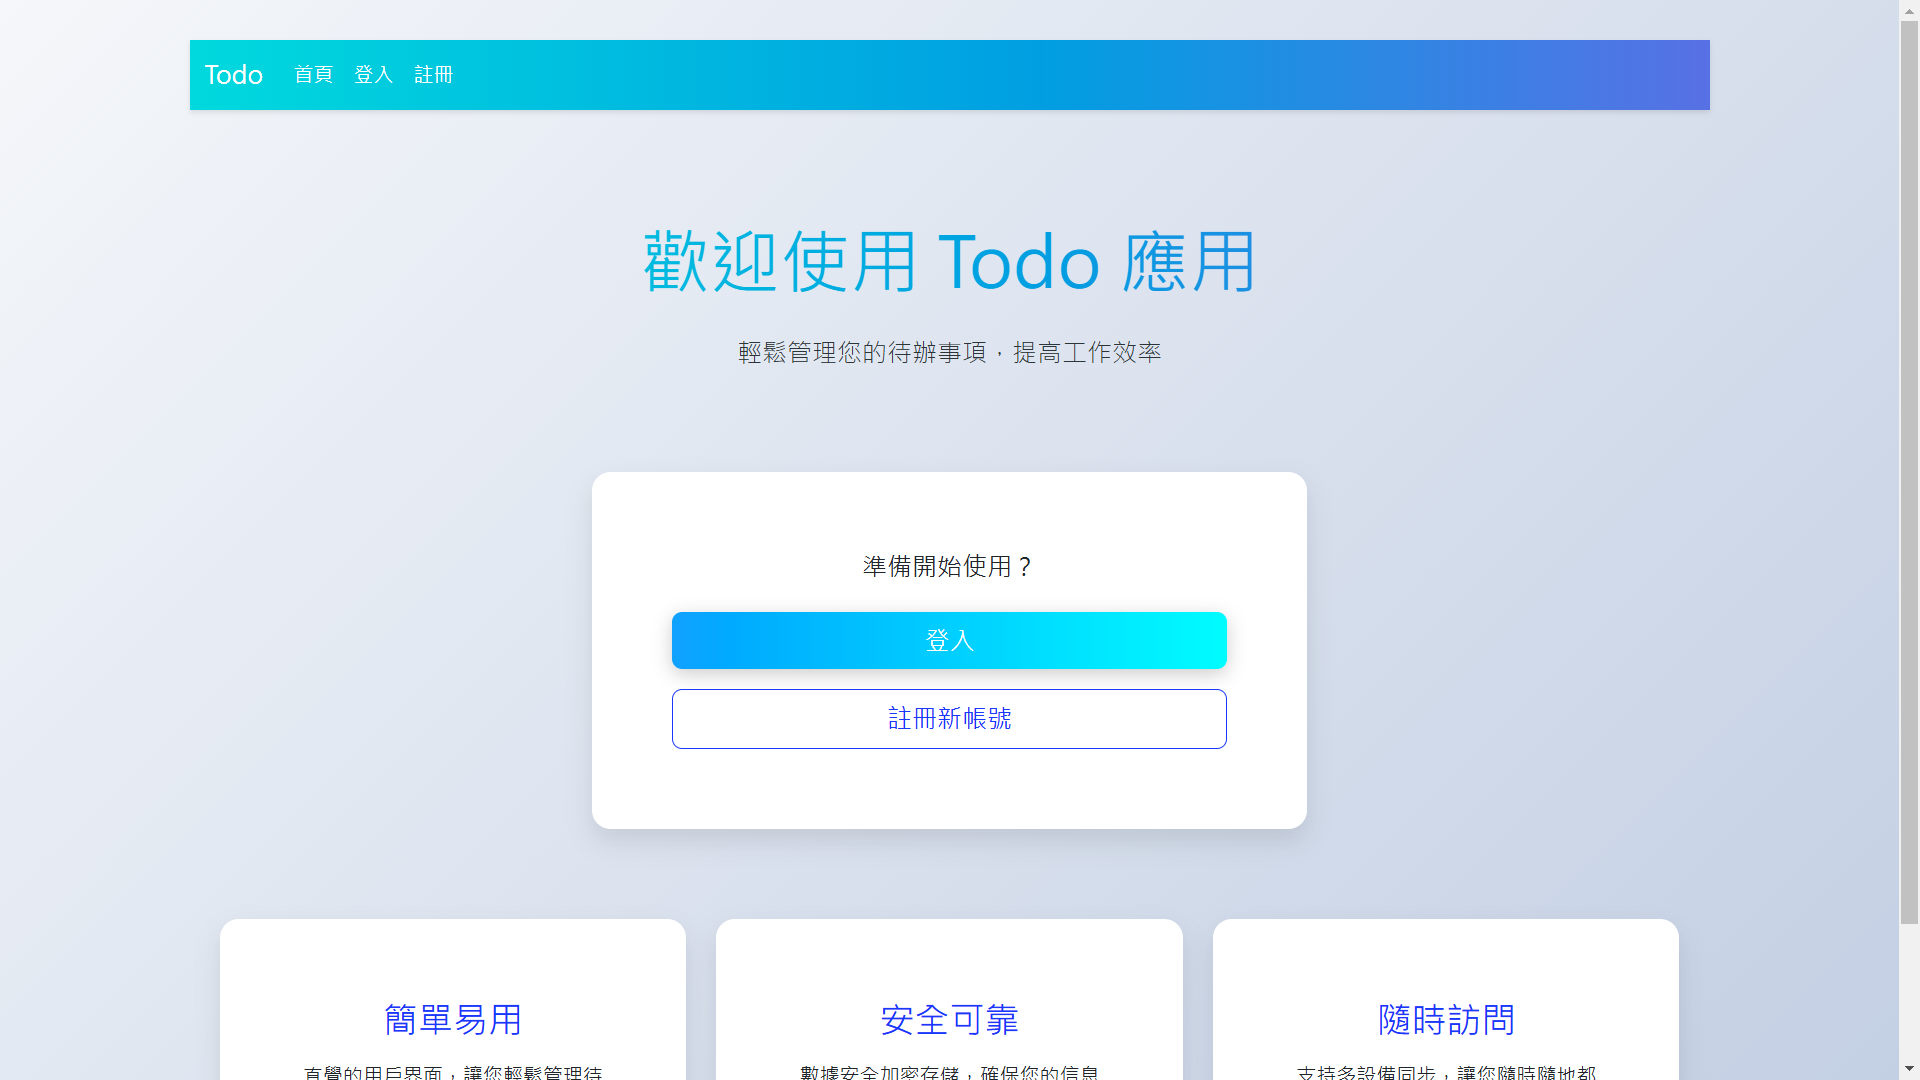 Todo 首頁 登入 註冊
歡迎使用 Todo 應用
輕鬆管理您的待辦事項，提高工作效率
準備開始使用？
登入
註冊新帳號
簡單易用
直覺的用戶界面，讓您輕鬆管理待
安全可靠
數據安全加密存儲，確保您的信息
隨時訪問
支持多設備同步，讓您隨時隨地都